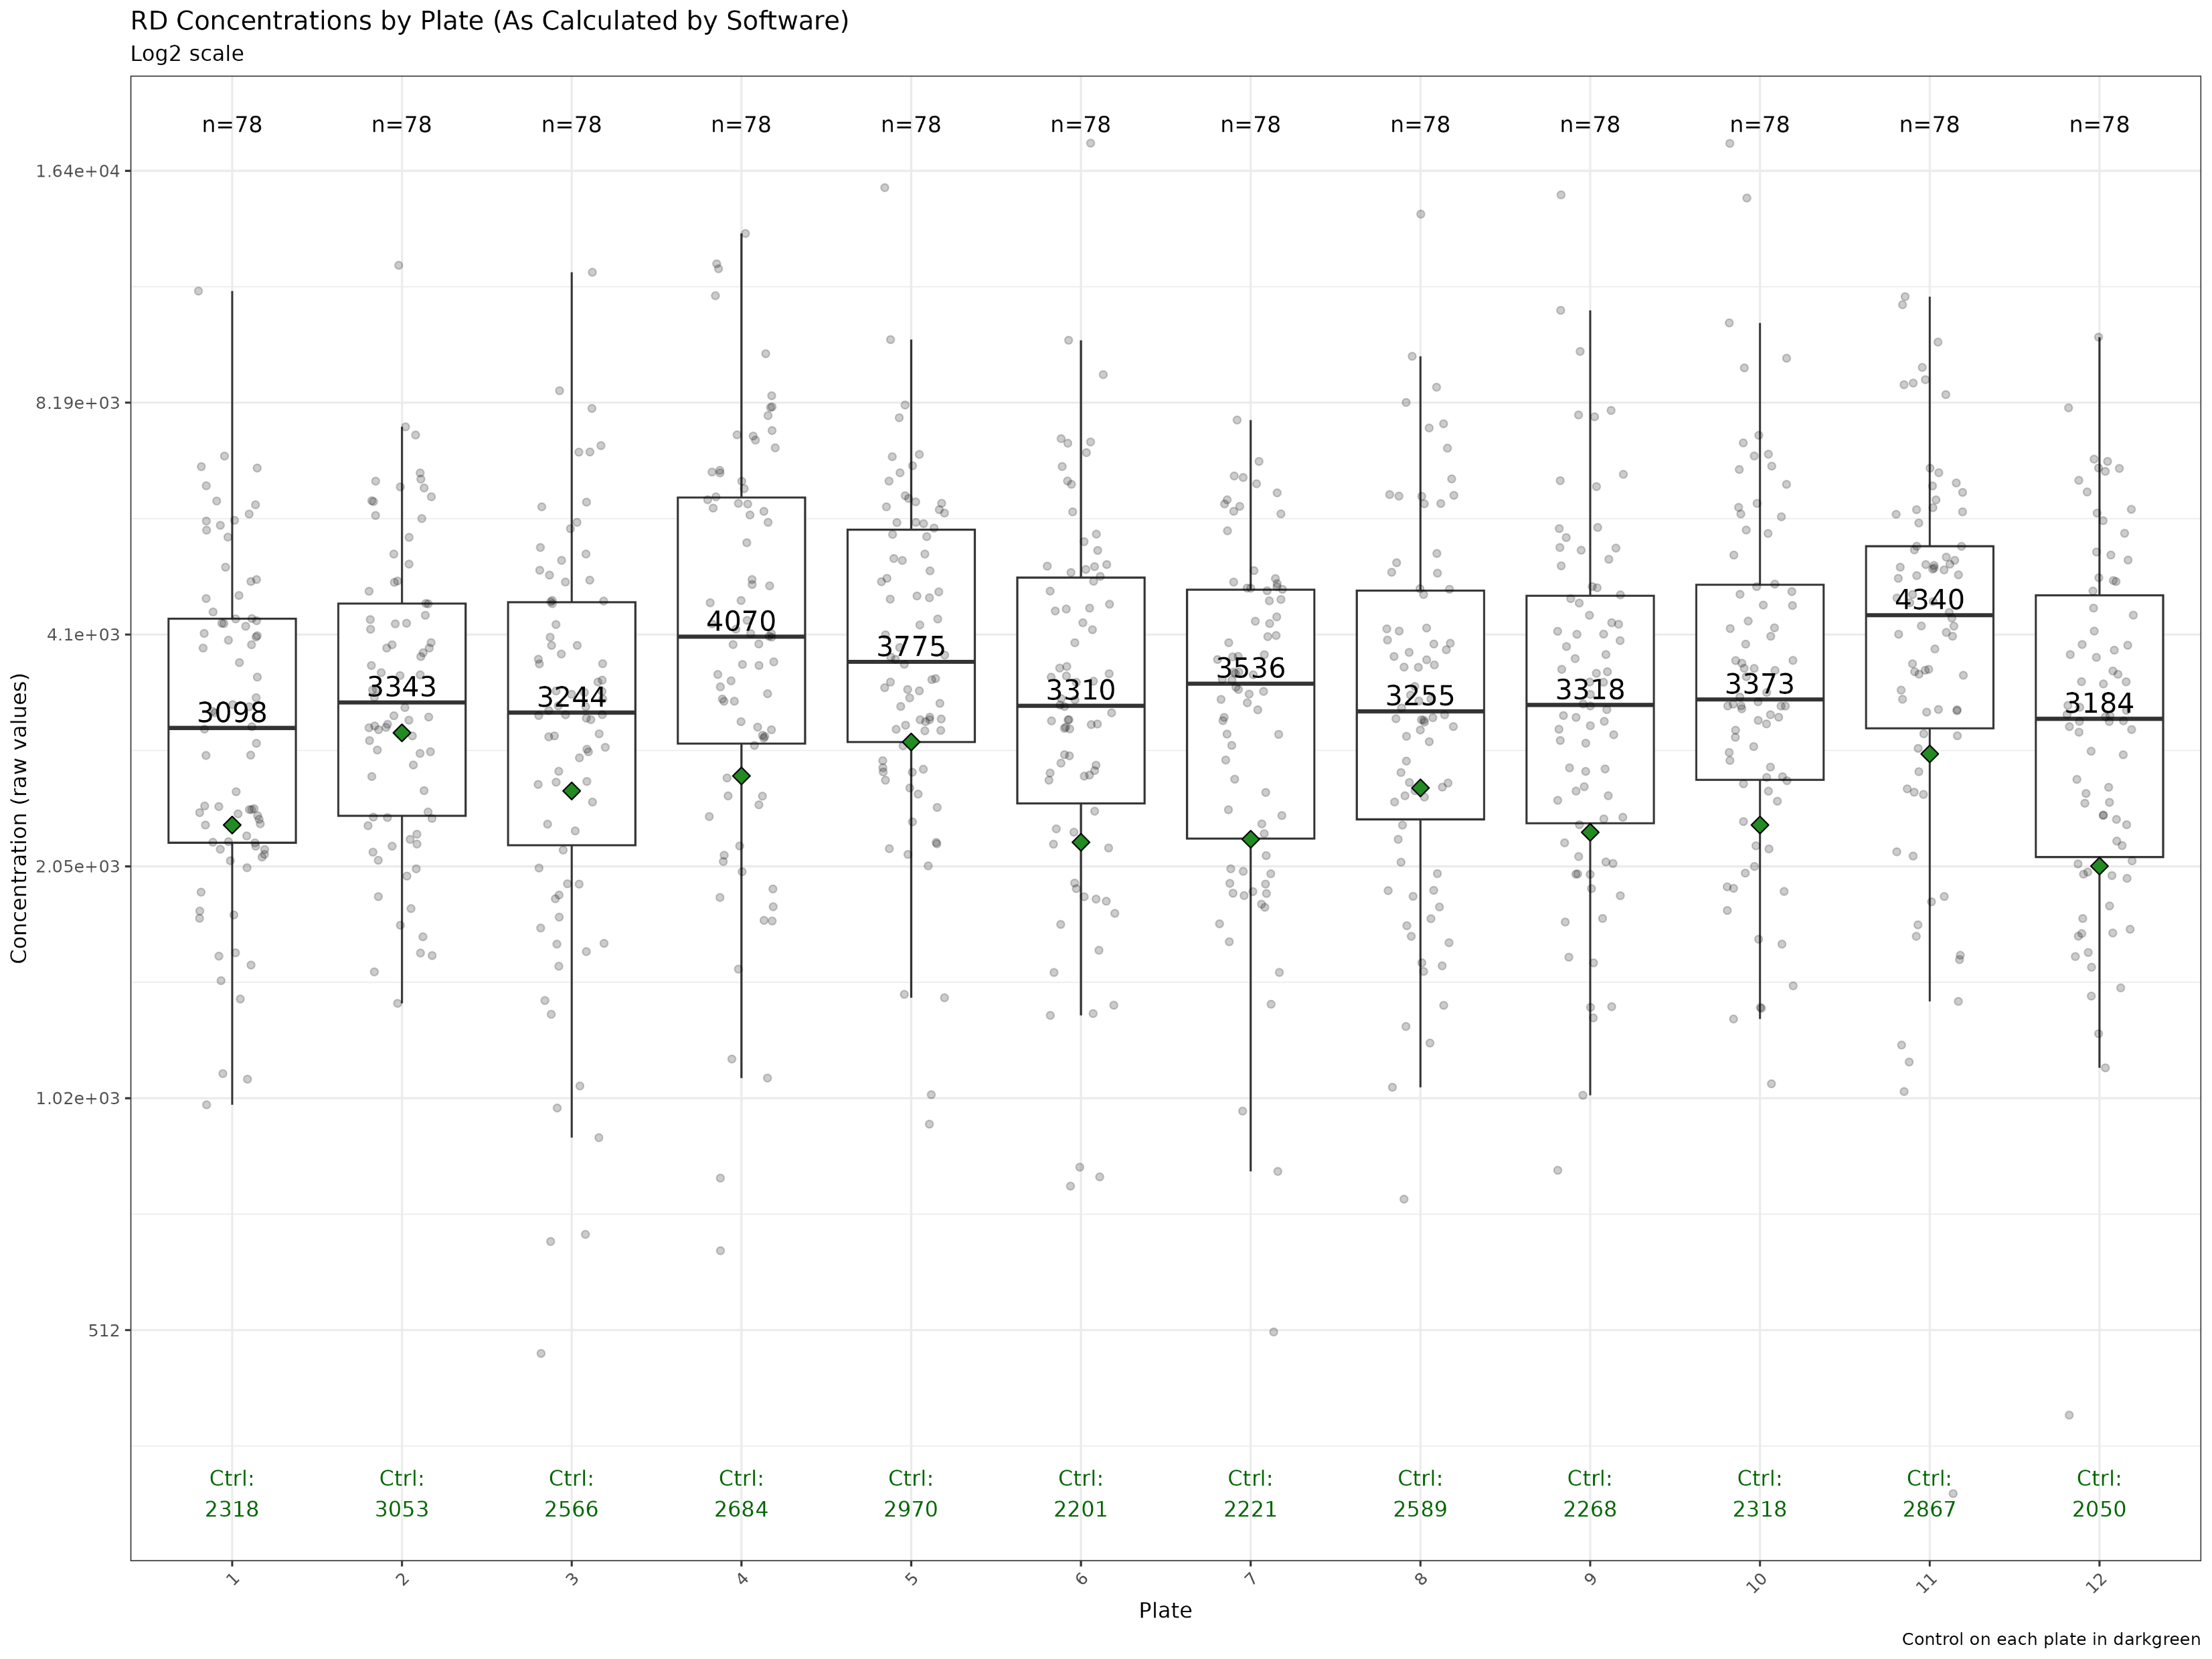 RD Concentrations by Plate (As Calculated by Software)
Log2 scale
n=78 n=78 n=78 n=78 n=78 n=78 n=78 n=78 n=78 n=78 n=78 n=78
1.64e+04
8.19e+03
4.1e+03
2.05e+03
1.02e+03
512
Concentration (raw values)
3098 3343 3244 4070 3775 3310 3536 3255 3318 3373 4340 3184
Ctrl: Ctrl: Ctrl: Ctrl: Ctrl: Ctrl: Ctrl: Ctrl: Ctrl: Ctrl: Ctrl: Ctrl:
2318 3053 2566 2684 2970 2201 2221 2589 2268 2318 2867 2050
1 2 3 4 5 6 7 8 9 10 11 12
Plate
Control on each plate in darkgreen